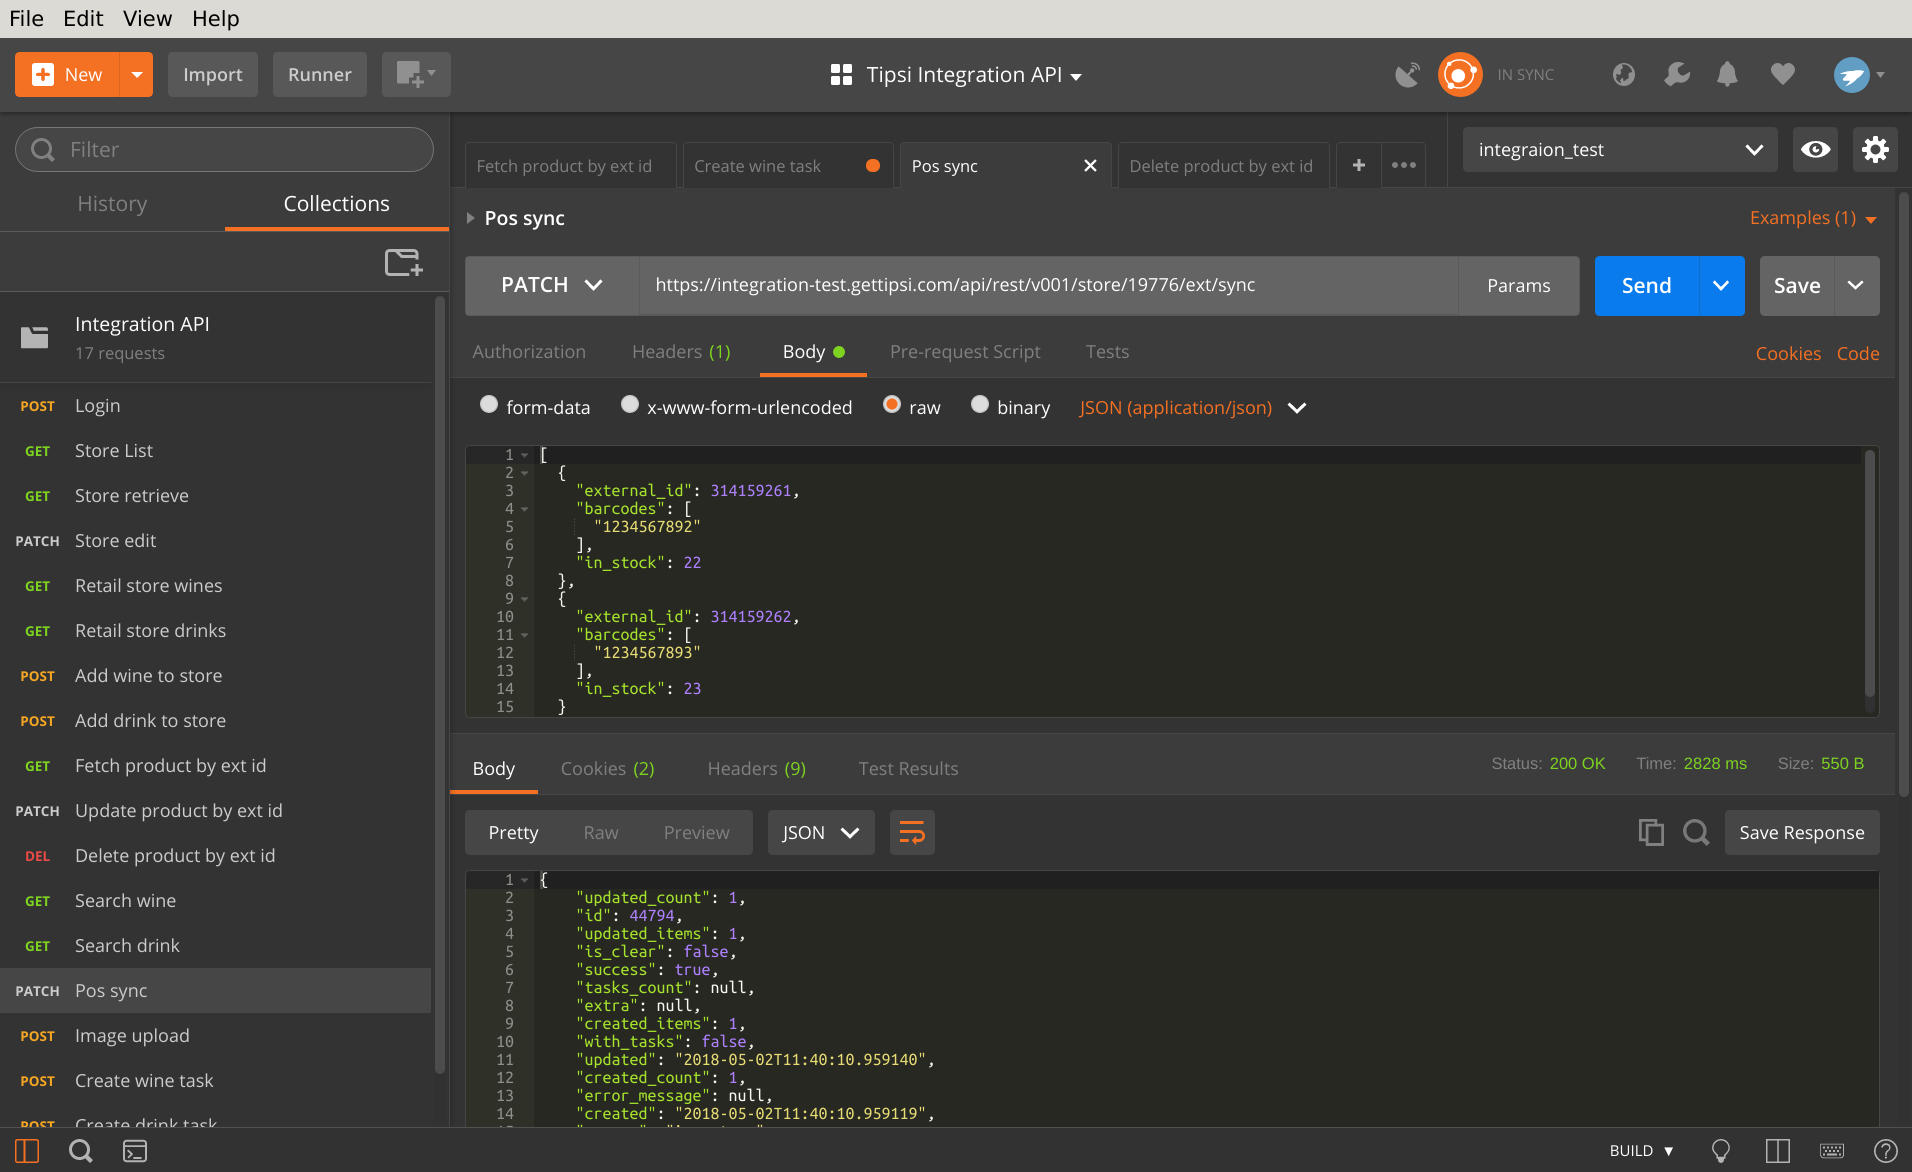 File Edit View Help
New Import Runner Tipsi Integration API IN SYNC
Filter
History Collections
Integration API
17 requests
POST Login
GET Store List
GET Store retrieve
PATCH Store edit
GET Retail store wines
GET Retail store drinks
POST Add wine to store
POST Add drink to store
GET Fetch product by ext id
PATCH Update product by ext id
DEL Delete product by ext id
GET Search wine
GET Search drink
PATCH Pos sync
POST Image upload
POST Create wine task
POST Create drink task
Fetch product by ext id Create wine task Pos sync Delete product by ext id
integraion_test
Pos sync Examples (1)
PATCH https://integration-test.gettipsi.com/api/rest/v001/store/19776/ext/sync Params Send Save
Authorization Headers (1) Body Pre-request Script Tests Cookies Code
form-data x-www-form-urlencoded raw binary JSON (application/json)
1 [
2 {
3 "external_id": 314159261,
4 "barcodes": [
5 "1234567892"
6 ],
7 "in_stock": 22
8 },
9 {
10 "external_id": 314159262,
11 "barcodes": [
12 "1234567893"
13 ],
14 "in_stock": 23
15 }
Body Cookies (2) Headers (9) Test Results Status: 200 OK Time: 2828 ms Size: 550 B
Pretty Raw Preview JSON Save Response
1 {
2 "updated_count": 1,
3 "id": 44794,
4 "updated_items": 1,
5 "is_clear": false,
6 "success": true,
7 "tasks_count": null,
8 "extra": null,
9 "created_items": 1,
10 "with_tasks": false,
11 "updated": "2018-05-02T11:40:10.959140",
12 "created_count": 1,
13 "error_message": null,
14 "created": "2018-05-02T11:40:10.959119",
BUILD